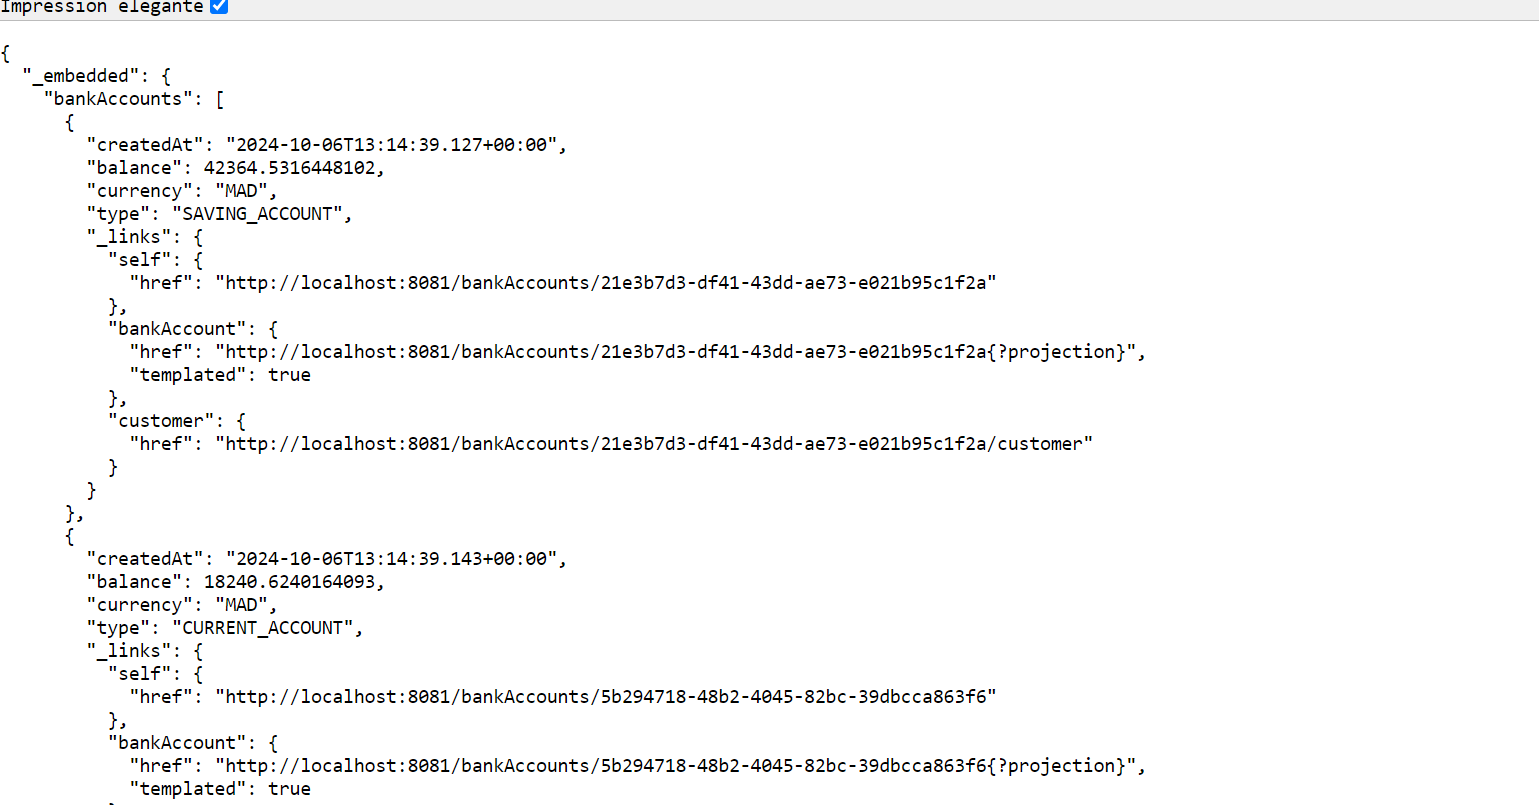 Impression élégante
{
  "_embedded": {
    "bankAccounts": [
      {
        "createdAt": "2024-10-06T13:14:39.127+00:00",
        "balance": 42364.5316448102,
        "currency": "MAD",
        "type": "SAVING_ACCOUNT",
        "_links": {
          "self": {
            "href": "http://localhost:8081/bankAccounts/21e3b7d3-df41-43dd-ae73-e021b95c1f2a"
          },
          "bankAccount": {
            "href": "http://localhost:8081/bankAccounts/21e3b7d3-df41-43dd-ae73-e021b95c1f2a{?projection}",
            "templated": true
          },
          "customer": {
            "href": "http://localhost:8081/bankAccounts/21e3b7d3-df41-43dd-ae73-e021b95c1f2a/customer"
          }
        }
      },
      {
        "createdAt": "2024-10-06T13:14:39.143+00:00",
        "balance": 18240.6240164093,
        "currency": "MAD",
        "type": "CURRENT_ACCOUNT",
        "_links": {
          "self": {
            "href": "http://localhost:8081/bankAccounts/5b294718-48b2-4045-82bc-39dbcca863f6"
          },
          "bankAccount": {
            "href": "http://localhost:8081/bankAccounts/5b294718-48b2-4045-82bc-39dbcca863f6{?projection}",
            "templated": true